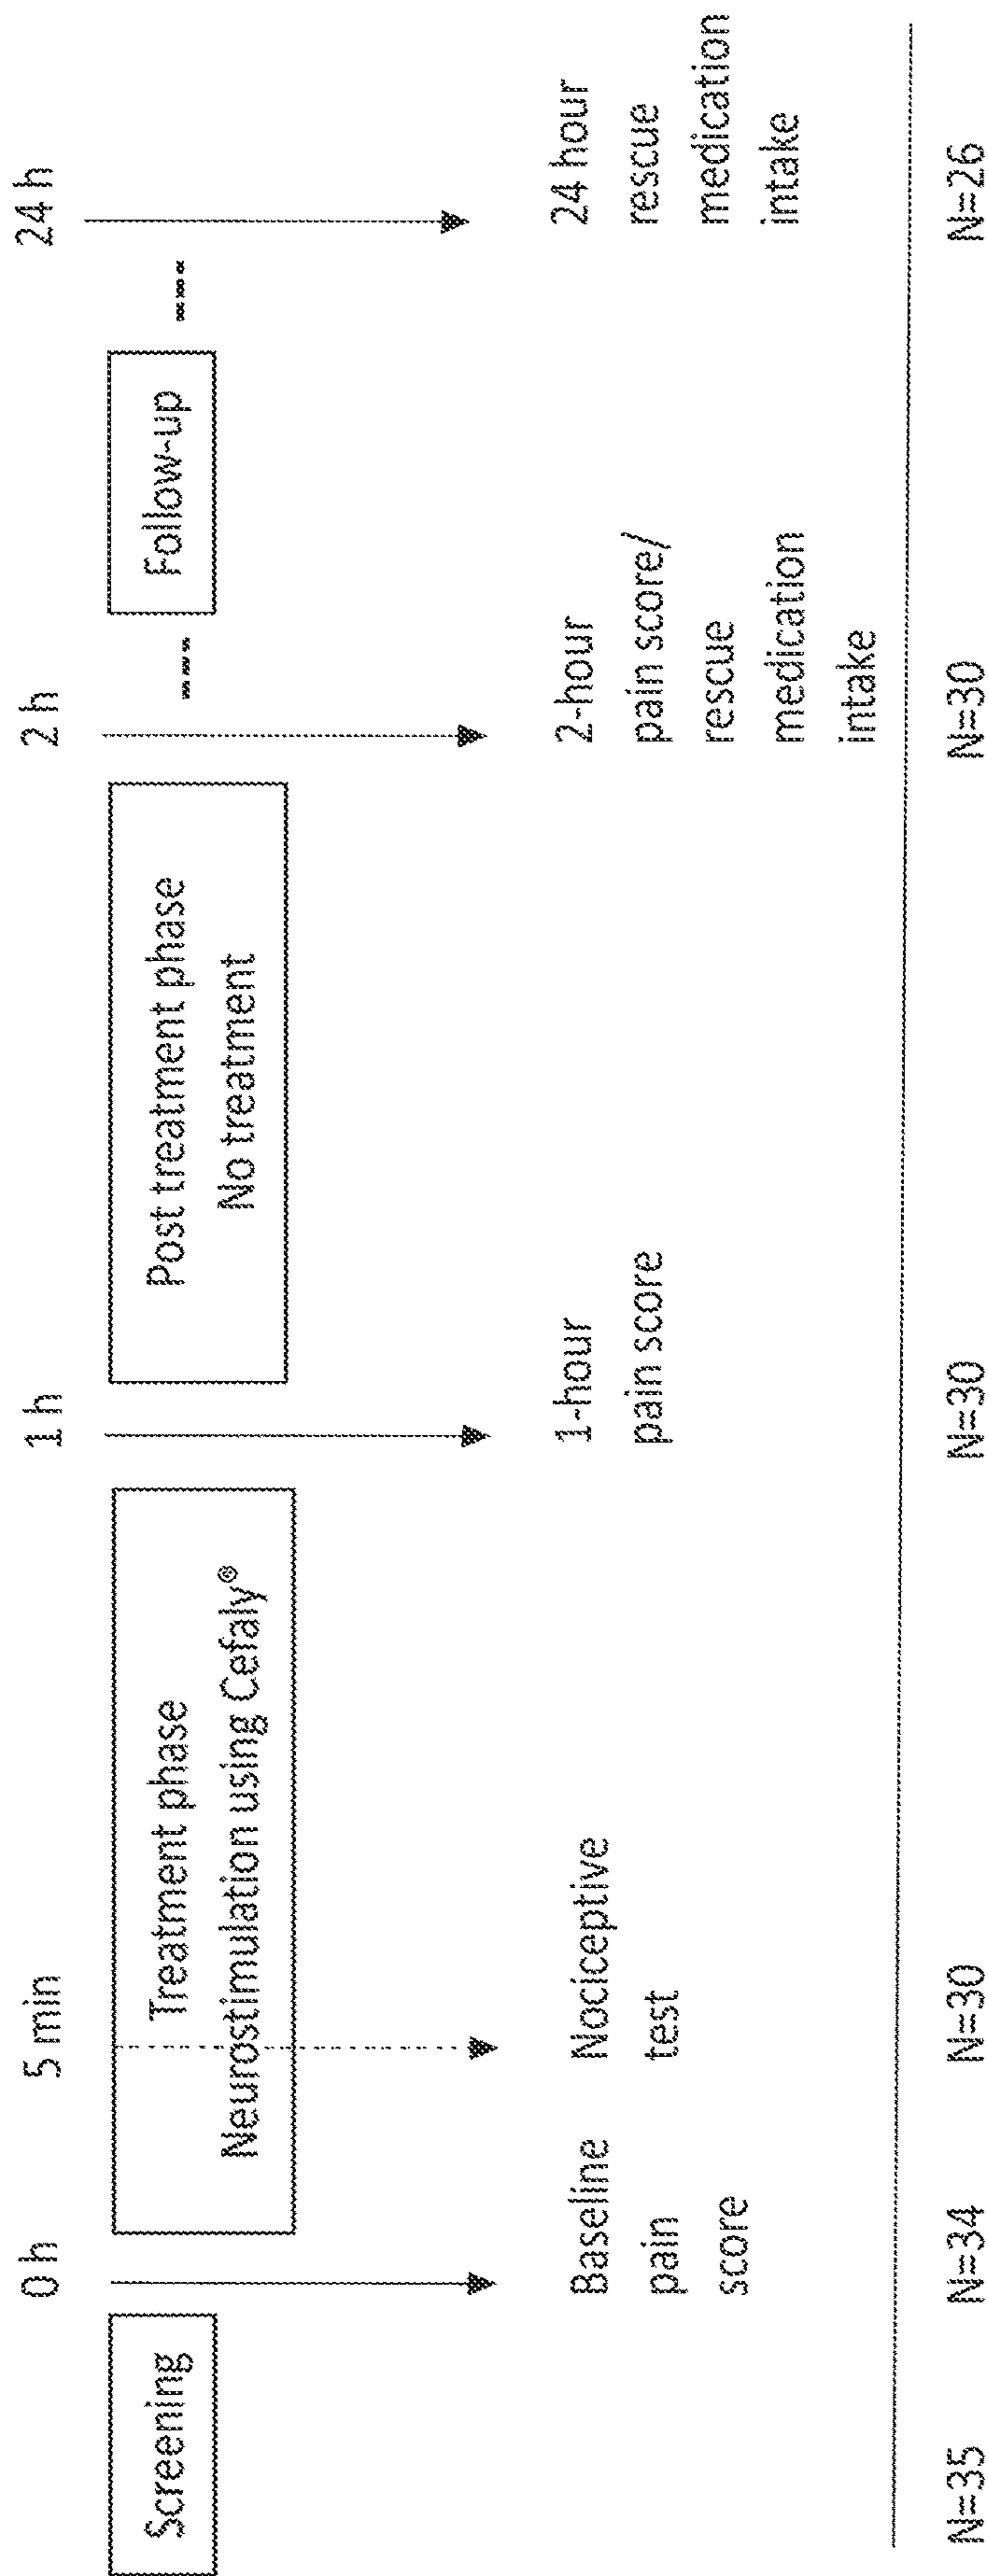 0 h
5 min
1 h
2 h
24 h
Screening
Treatment phase
Neurostimulation using Cefaly®
Post treatment phase
No treatment
Follow-up
Baseline
pain
score
Nociceptive
test
1-hour
pain score
2-hour
pain score/
rescue
medication
intake
24 hour
rescue
medication
intake
N=35
N=34
N=30
N=30
N=30
N=26